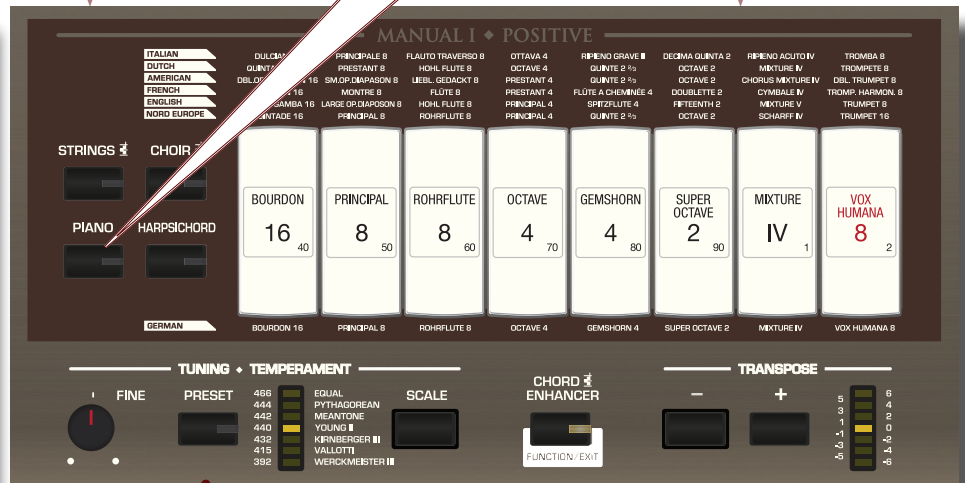 MANUAL I ◆ POSITIVE
ITALIAN PRINCIPALE 8 FLAUTO TRAVERSO 8 OTTAVA 4 RIPIENO GRAVE II DECIMA QUINTA 2 RIPIENO ACUTO IV TROMBA 8
DUTCH PRESTANT 8 HOHL FLUTE 8 OCTAVE 4 QUINTE 2 2/3 OCTAVE 2 MIXTURE IV TROMPETE 8
AMERICAN 16 SM.OP.DIAPASON 8 LIEBL. GEDACKT 8 PRESTANT 4 QUINTE 2 2/3 OCTAVE 2 CHORUS MIXTURE IV DBL. TRUMPET 8
FRENCH 16 MONTRE 8 FLÛTE 8 PRESTANT 4 FLÛTE A CHEMINÉE 4 DOUBLETTE 2 CYMBALE IV TROMP. HARMON. 8
ENGLISH 16 LARGE OP.DIAPOSON 8 HOHL FLUTE 8 PRINCIPAL 4 SPITZFLUTE 4 FIFTEENTH 2 MIXTURE V TRUMPET 8
NORD EUROPE 16 PRINCIPAL 8 ROHRFLUTE 8 PRINCIPAL 4 QUINTE 2 2/3 OCTAVE 2 SCHARFF IV TRUMPET 16
STRINGS CHOIR
PIANO HARPSICHORD
BOURDON 16 40
PRINCIPAL 8 50
ROHRFLUTE 8 60
OCTAVE 4 70
GEMSHORN 4 80
SUPER
OCTAVE
2 90
MIXTURE IV 1
VOX
HUMANA
8 2
GERMAN BOURDON 16 PRINCIPAL 8 ROHRFLUTE 8 OCTAVE 4 GEMSHORN 4 SUPER OCTAVE 2 MIXTURE IV VOX HUMANA 8
TUNING ◆ TEMPERAMENT
FINE
PRESET
466 EQUAL
444 PYTHAGOREAN
442 MEANTONE
440 YOUNG II
432 KIRNBERGER III
415 VALLOTTI
392 WERCKMEISTER III
SCALE
CHORD
ENHANCER
FUNCTION/EXIT
TRANSPOSE
− +
6
5
4
3
2
1
0
-1
-2
-3
-4
-5
-6